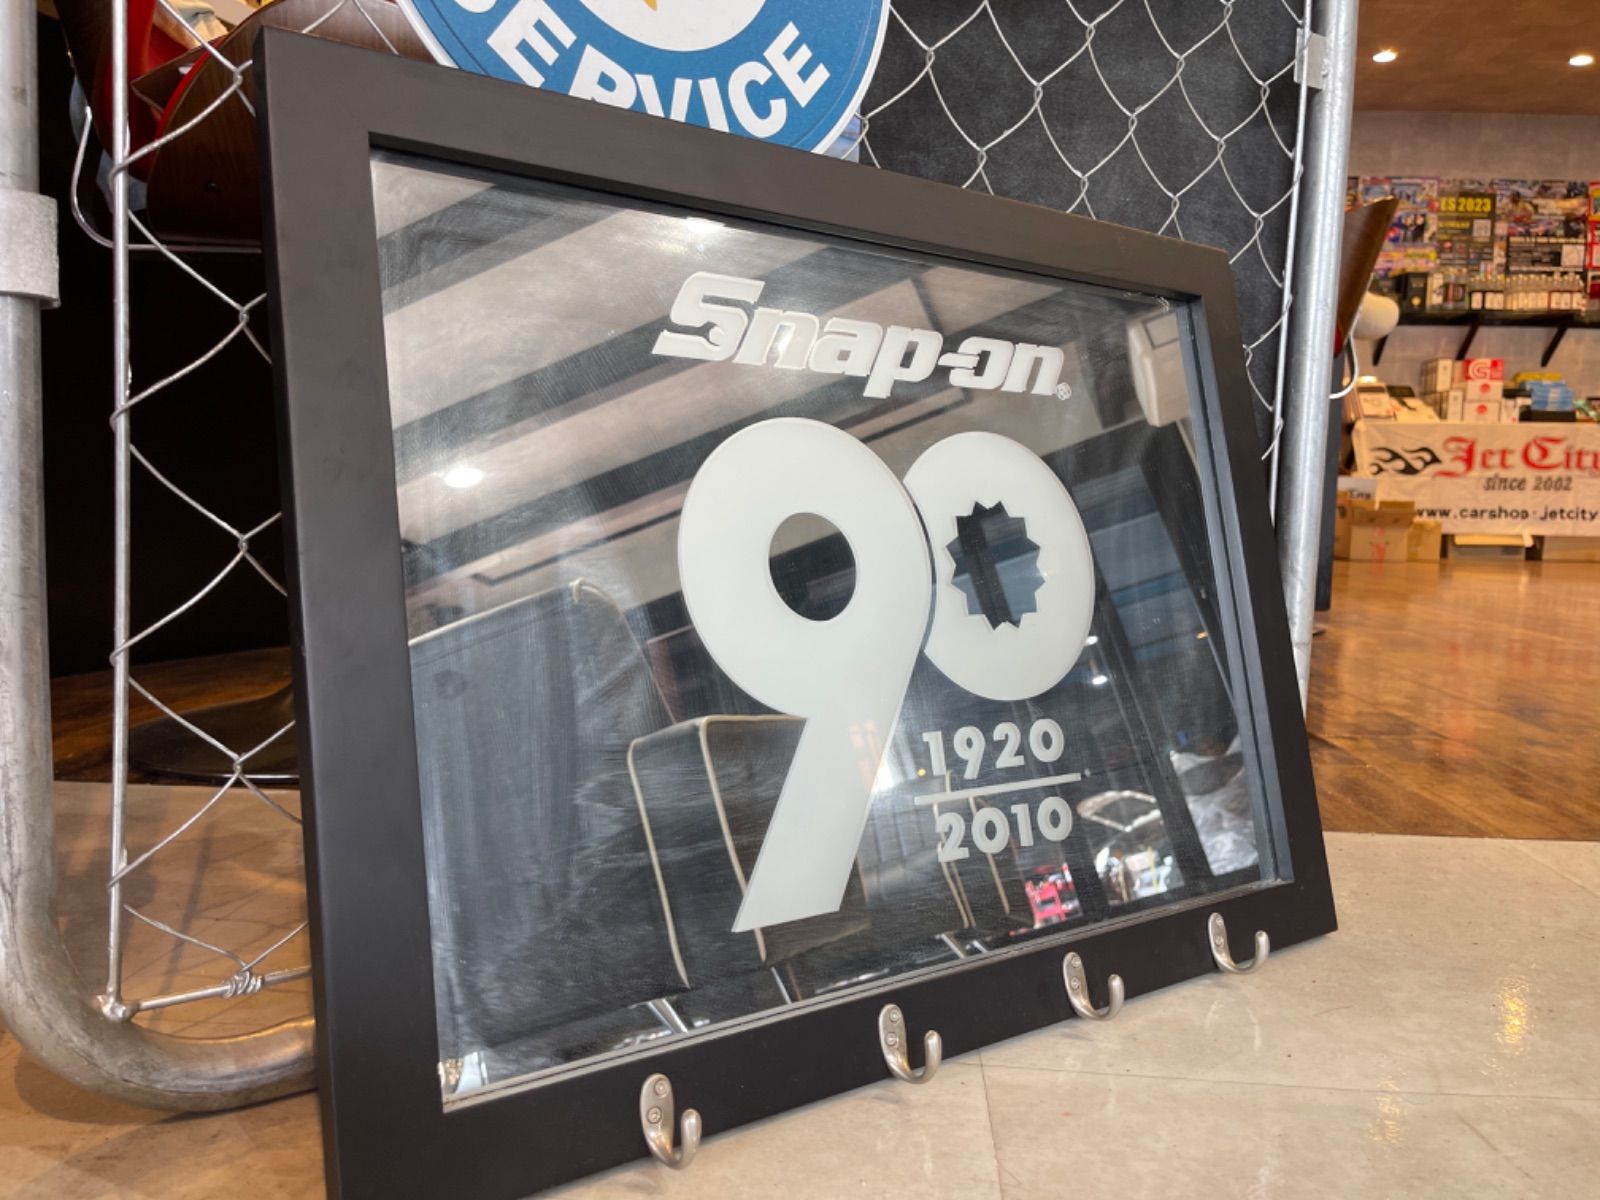 SERVICE
Snap-on®
90
1920
2010
ES 2023
Jet City
since 2002
www.carshop-jetcity